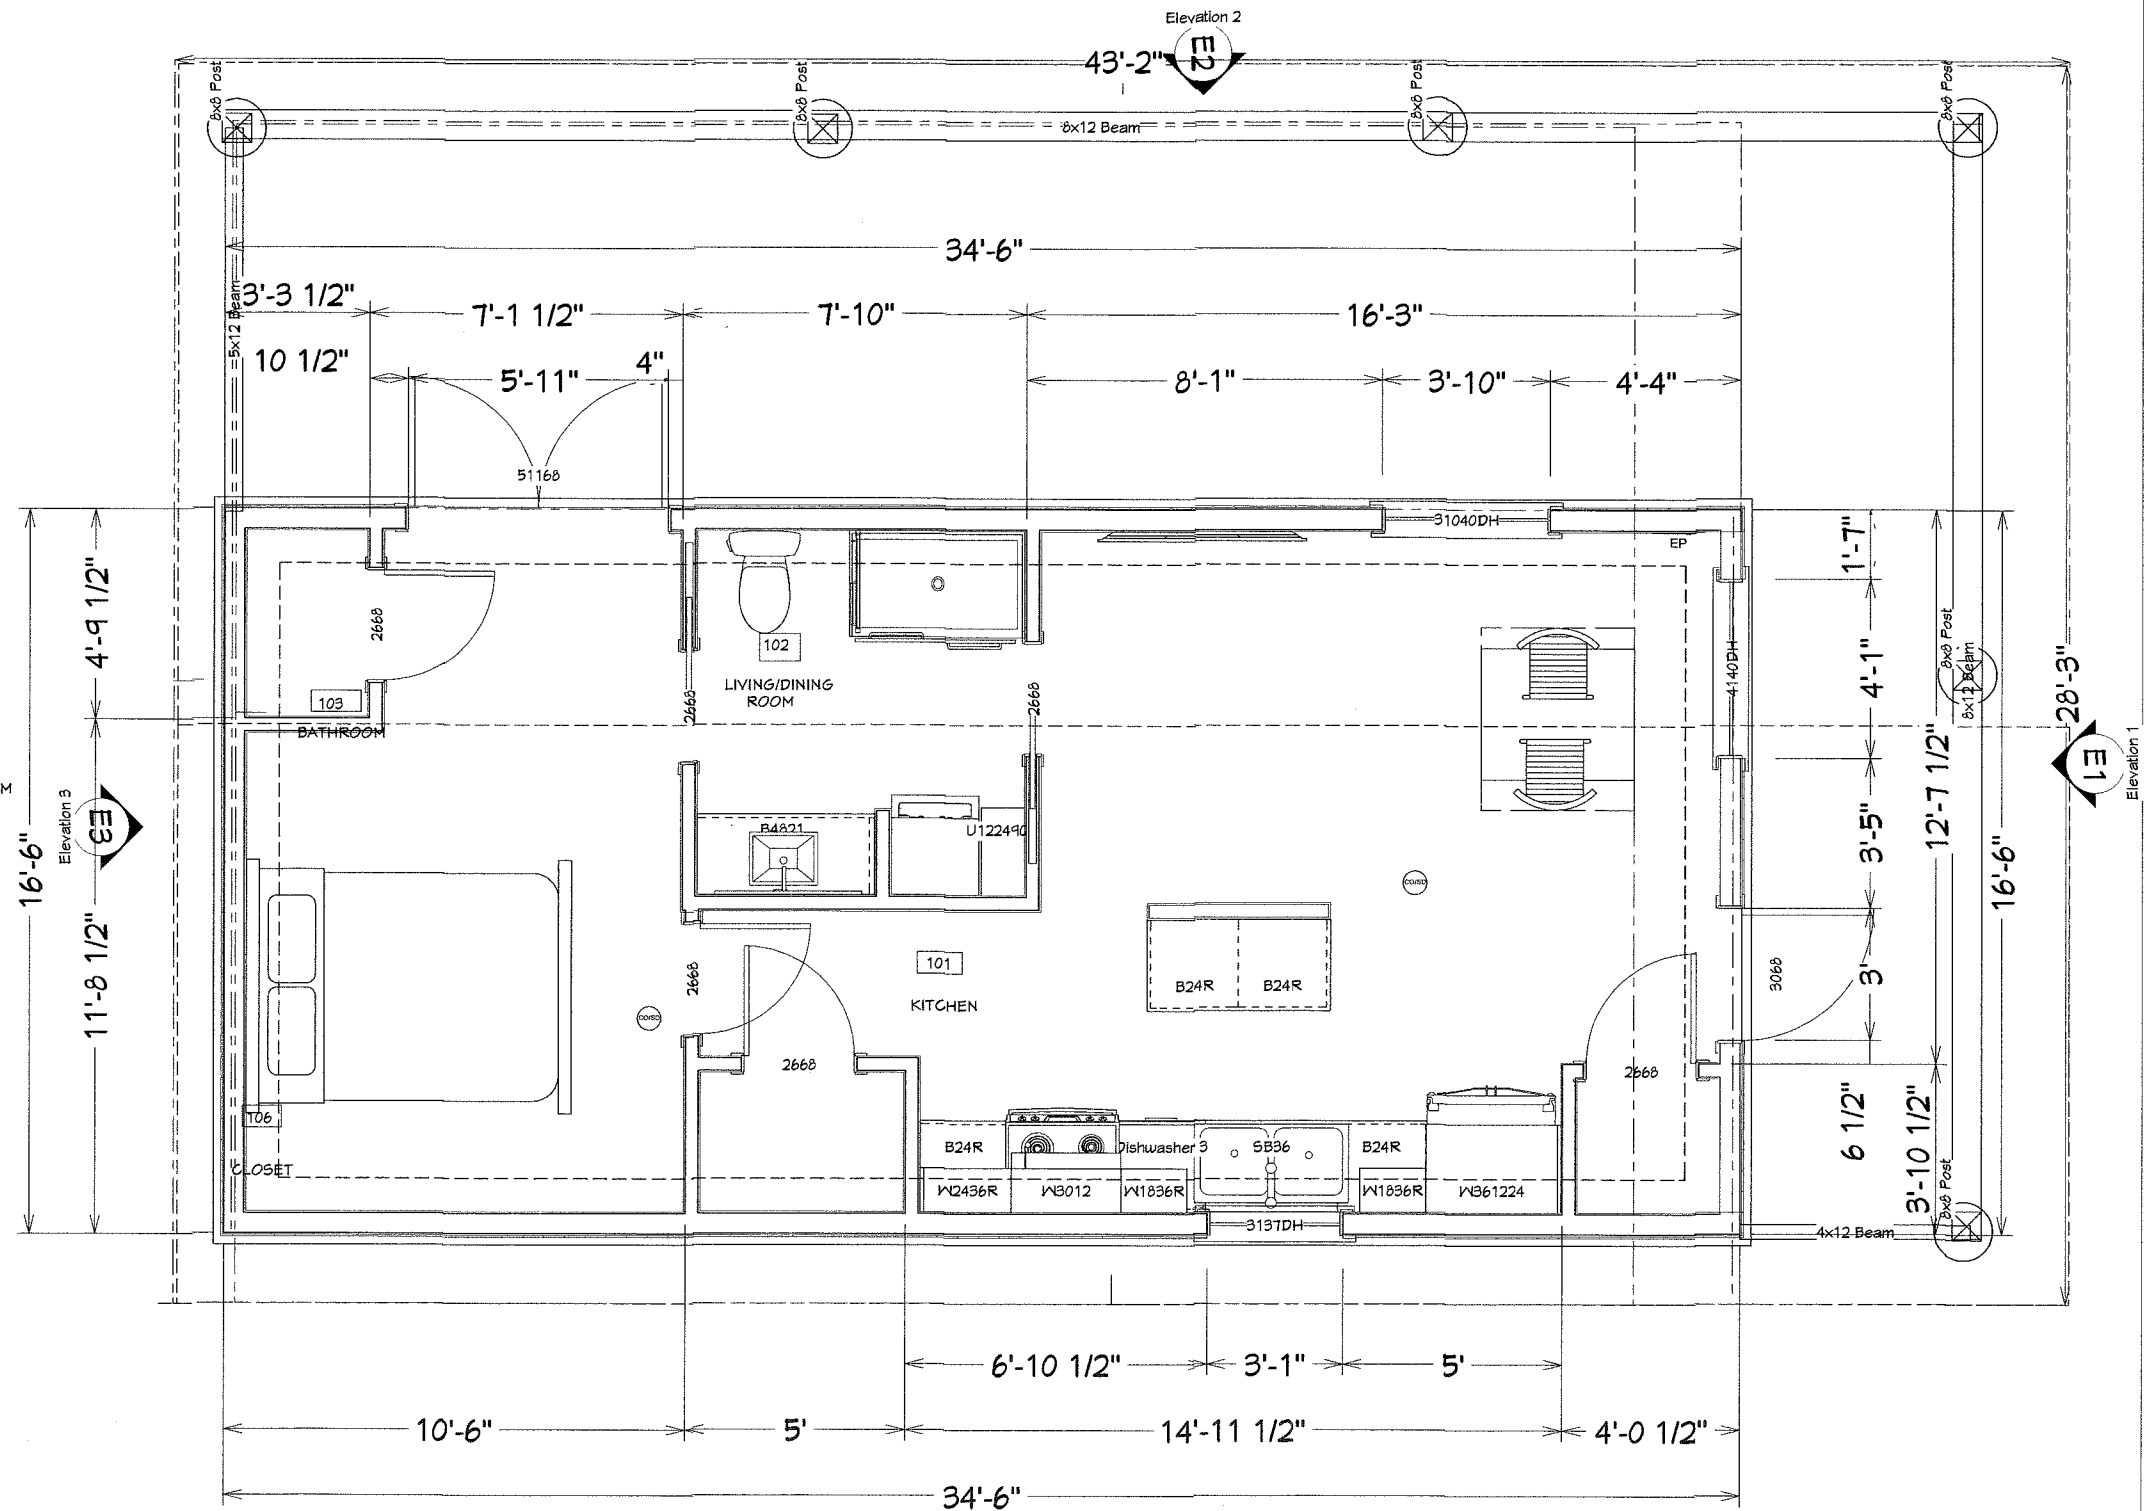 Elevation 2
E2
43'-2"
8x8 Post
8x8 Post
8x8 Post
8x8 Post
8x12 Beam
34'-6"
3'-3 1/2"
7'-1 1/2"
7'-10"
16'-3"
5x12 Beam
10 1/2"
5'-11"
4"
8'-1"
3'-10"
4'-4"
51168
31040DH
EP
1'-7"
4'-9 1/2"
2668
102
LIVING/DINING
ROOM
2668
2668
4140DH
4'-1"
8x8 Post
8x12 Beam
28'-3"
103
BATHROOM
E1
Elevation 1
M
16'-6"
Elevation 3
E3
B4821
U122490
3'-5"
12'-7 1/2"
16'-6"
CO/SD
11'-8 1/2"
101
KITCHEN
2668
B24R
B24R
3068
3'
CO/SD
2668
2668
106
CLOSET
6 1/2"
3'-10 1/2"
8x8 Post
B24R
Dishwasher 3
SB36
B24R
W2436R
W3012
W1836R
W1836R
W361224
3137DH
4x12 Beam
6'-10 1/2"
3'-1"
5'
10'-6"
5'
14'-11 1/2"
4'-0 1/2"
34'-6"